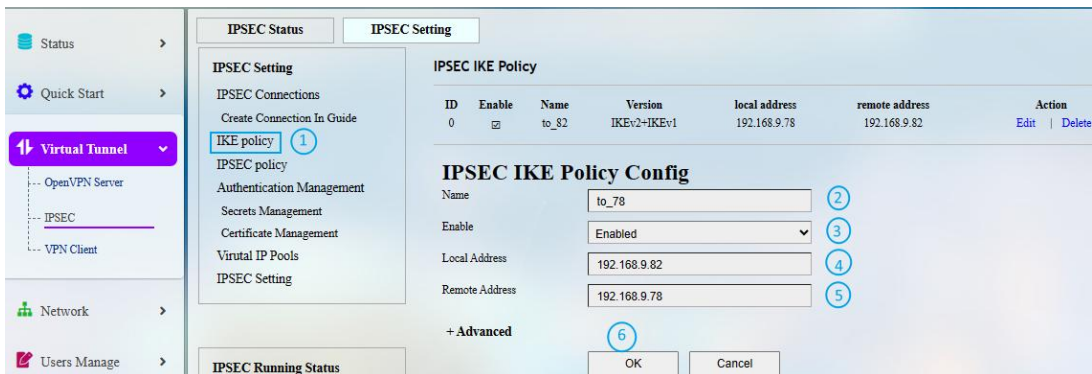 IPSEC Status
IPSEC Setting
Status
Quick Start
Virtual Tunnel
OpenVPN Server
IPSEC
VPN Client
Network
Users Manage
IPSEC Setting
IPSEC Connections
Create Connection In Guide
IKE policy 1
IPSEC policy
Authentication Management
Secrets Management
Certificate Management
Virutal IP Pools
IPSEC Setting
IPSEC Running Status
IPSEC IKE Policy
ID Enable Name Version local address remote address Action
0 to_82 IKEv2+IKEv1 192.168.9.78 192.168.9.82 Edit | Delete
IPSEC IKE Policy Config
Name to_78 2
Enable Enabled 3
Local Address 192.168.9.82 4
Remote Address 192.168.9.78 5
+ Advanced 6
OK Cancel